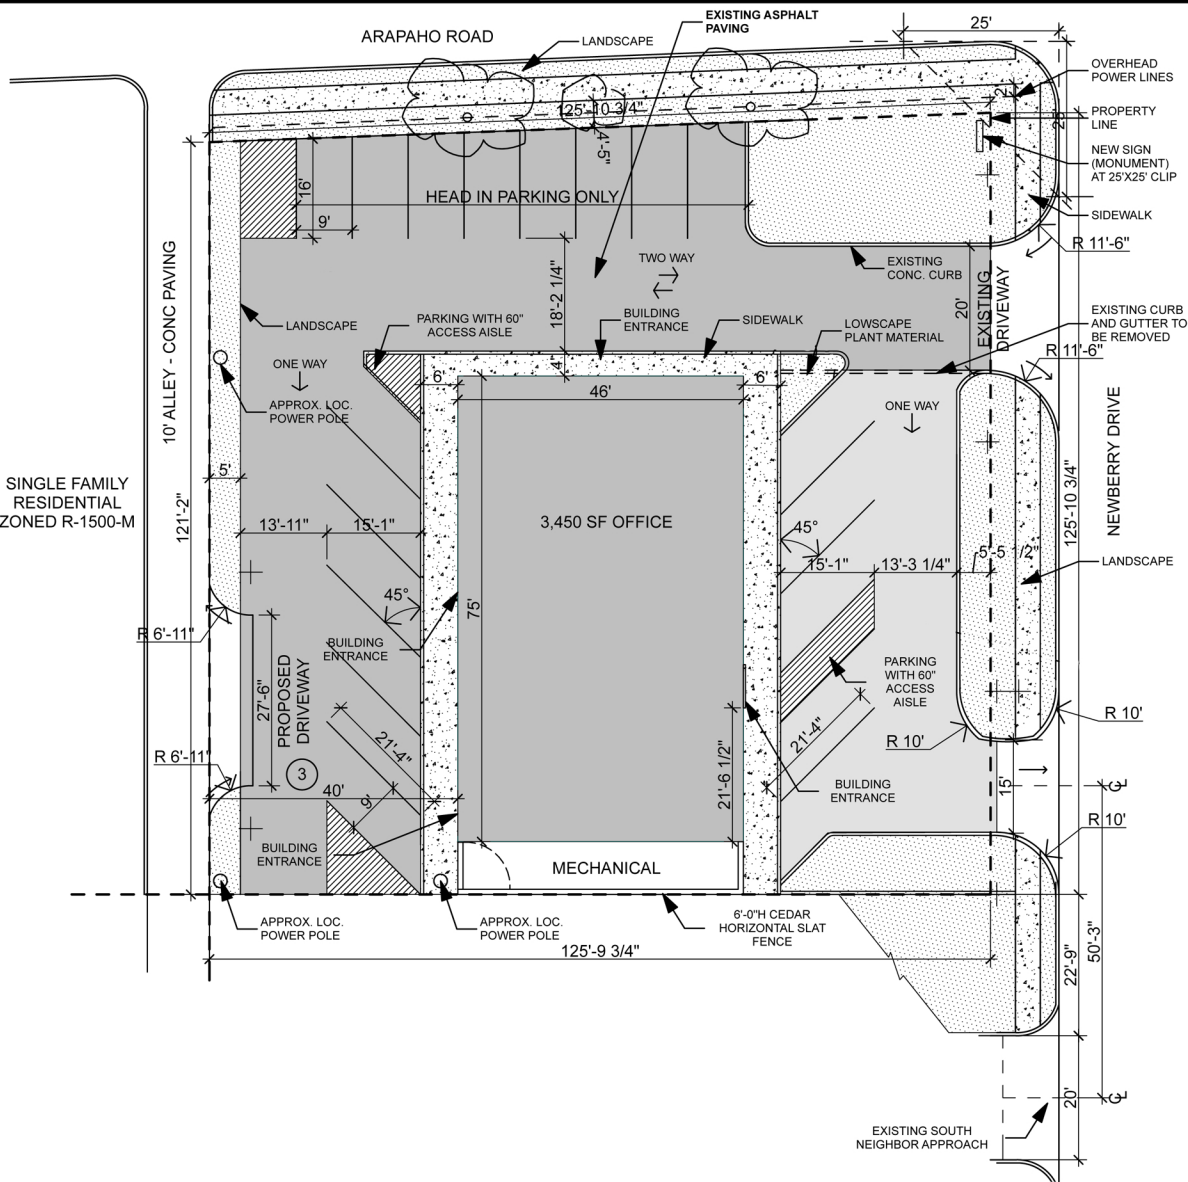 EXISTING ASPHALT
PAVING
25'
ARAPAHO ROAD
LANDSCAPE
OVERHEAD
POWER LINES
2'
125'-10 3/4"
PROPERTY
LINE
25'
4'-5"
NEW SIGN
(MONUMENT)
AT 25'X25' CLIP
16'
HEAD IN PARKING ONLY
9'
SIDEWALK
R 11'-6"
TWO WAY
EXISTING
CONC. CURB
18'-2 1/4"
10' ALLEY - CONC PAVING
EXISTING
DRIVEWAY
20'
LANDSCAPE
PARKING WITH 60"
ACCESS AISLE
BUILDING
ENTRANCE
SIDEWALK
LOWSCAPE
PLANT MATERIAL
EXISTING CURB
AND GUTTER TO
BE REMOVED
R 11'-6"
ONE WAY
4'
6'
46'
6'
APPROX. LOC.
POWER POLE
ONE WAY
NEWBERRY DRIVE
5'
SINGLE FAMILY
RESIDENTIAL
ZONED R-1500-M
121'-2"
13'-11"
15'-1"
3,450 SF OFFICE
45°
125'-10 3/4"
15'-1"
13'-3 1/4"
5'-5 1/2"
LANDSCAPE
45°
75'
R 6'-11"
BUILDING
ENTRANCE
PROPOSED
DRIVEWAY
27'-6"
PARKING
WITH 60"
ACCESS
AISLE
R 10'
R 10'
21'-4"
21'-4"
R 6'-11"
3
21'-6 1/2"
BUILDING
ENTRANCE
15'
40'
9'
R 10'
BUILDING
ENTRANCE
MECHANICAL
APPROX. LOC.
POWER POLE
APPROX. LOC.
POWER POLE
6'-0"H CEDAR
HORIZONTAL SLAT
FENCE
125'-9 3/4"
22'-9"
50'-3"
20'
EXISTING SOUTH
NEIGHBOR APPROACH